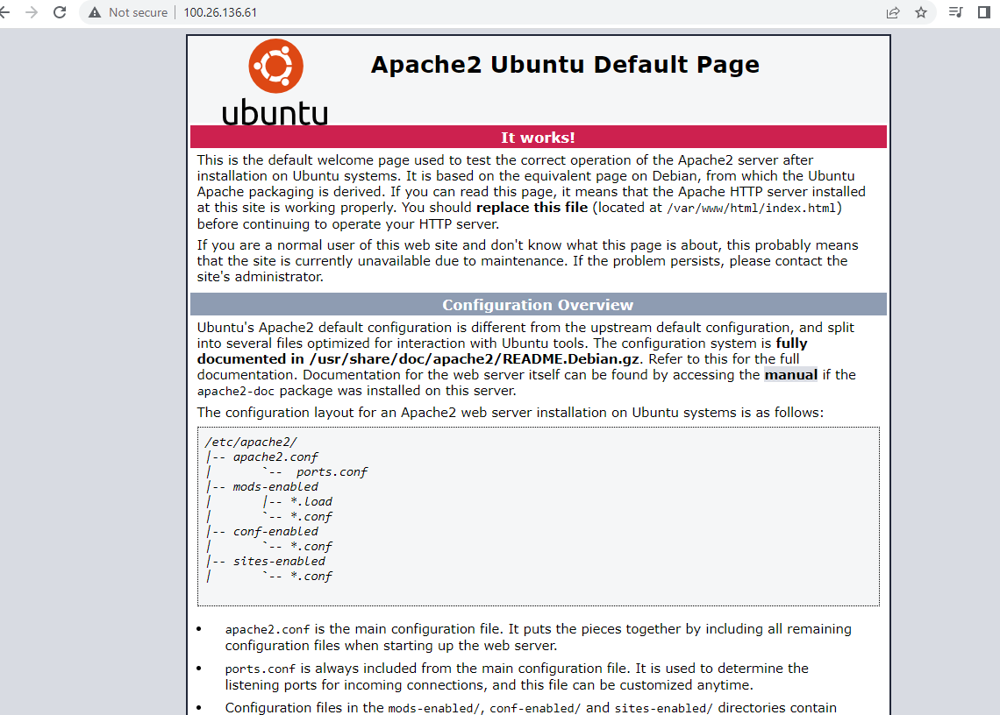 Not secure 100.26.136.61
Apache2 Ubuntu Default Page
ubuntu
It works!
This is the default welcome page used to test the correct operation of the Apache2 server after
installation on Ubuntu systems. It is based on the equivalent page on Debian, from which the Ubuntu
Apache packaging is derived. If you can read this page, it means that the Apache HTTP server installed
at this site is working properly. You should replace this file (located at /var/www/html/index.html)
before continuing to operate your HTTP server.
If you are a normal user of this web site and don't know what this page is about, this probably means
that the site is currently unavailable due to maintenance. If the problem persists, please contact the
site's administrator.
Configuration Overview
Ubuntu's Apache2 default configuration is different from the upstream default configuration, and split
into several files optimized for interaction with Ubuntu tools. The configuration system is fully
documented in /usr/share/doc/apache2/README.Debian.gz. Refer to this for the full
documentation. Documentation for the web server itself can be found by accessing the manual if the
apache2-doc package was installed on this server.
The configuration layout for an Apache2 web server installation on Ubuntu systems is as follows:
/etc/apache2/
|-- apache2.conf
|       `--  ports.conf
|-- mods-enabled
|       |-- *.load
|       `-- *.conf
|-- conf-enabled
|       `-- *.conf
|-- sites-enabled
|       `-- *.conf
• apache2.conf is the main configuration file. It puts the pieces together by including all remaining
configuration files when starting up the web server.
• ports.conf is always included from the main configuration file. It is used to determine the
listening ports for incoming connections, and this file can be customized anytime.
• Configuration files in the mods-enabled/, conf-enabled/ and sites-enabled/ directories contain